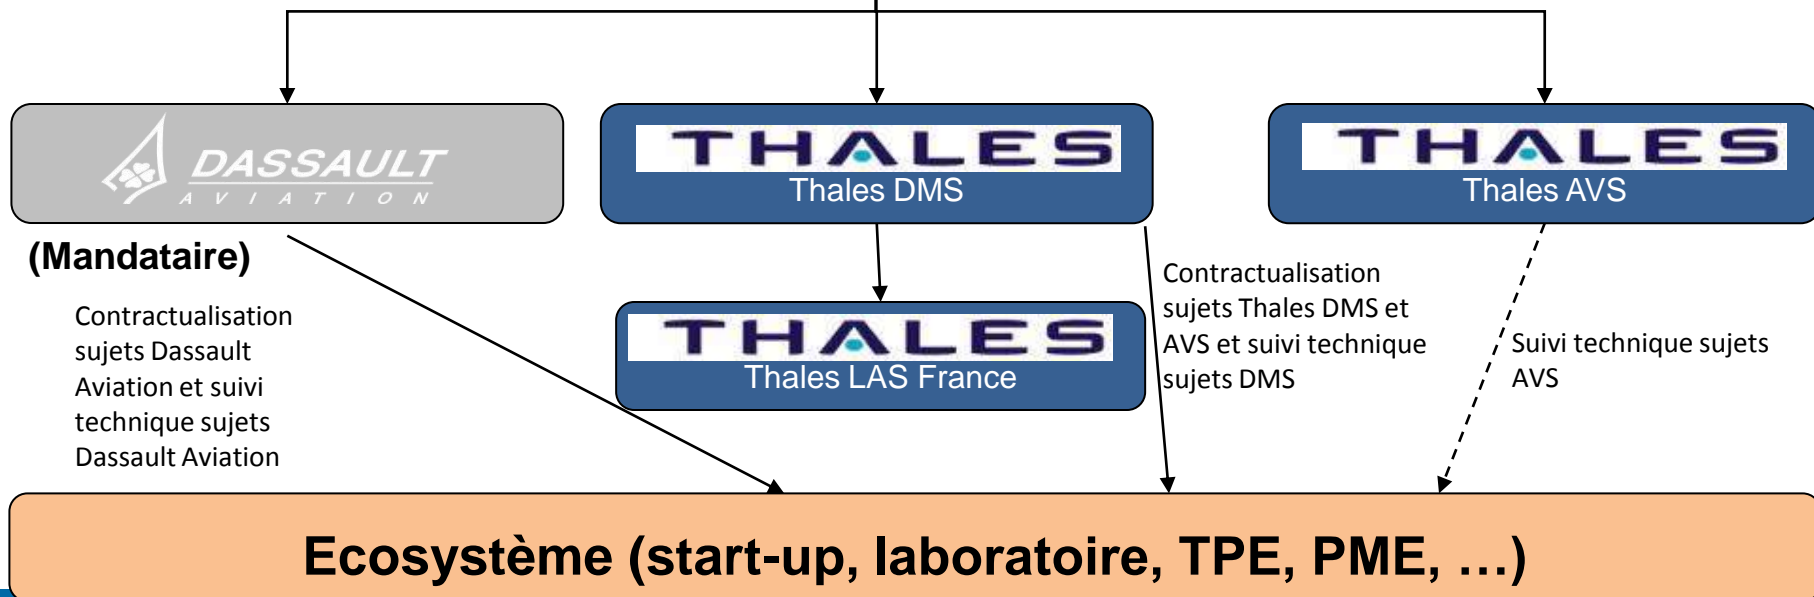 DASSAULT
AVIATION
THALES
Thales DMS
THALES
Thales AVS
(Mandataire)
Contractualisation
sujets Dassault
Aviation et suivi
technique sujets
Dassault Aviation
THALES
Thales LAS France
Contractualisation
sujets Thales DMS et
AVS et suivi technique
sujets DMS
Suivi technique sujets
AVS
Ecosystème (start-up, laboratoire, TPE, PME, …)